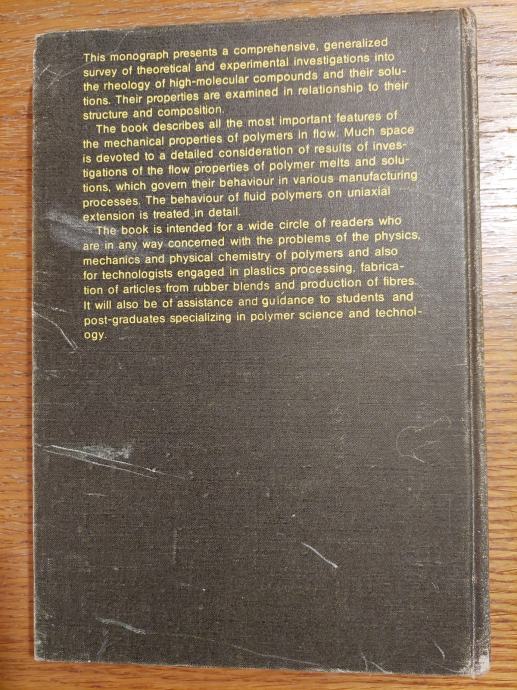 This monograph presents a comprehensive, generalized
survey of theoretical and experimental investigations into
the rheology of high-molecular compounds and their solu-
tions. Their properties are examined in relationship to their
structure and composition.
The book describes all the most important features of
the mechanical properties of polymers in flow. Much space
is devoted to a detailed consideration of results of inves-
tigations of the flow properties of polymer melts and solu-
tions, which govern their behaviour in various manufacturing
processes. The behaviour of fluid polymers on uniaxial
extension is treated in detail.
The book is intended for a wide circle of readers who
are in any way concerned with the problems of the physics,
mechanics and physical chemistry of polymers and also
for technologists engaged in plastics processing, fabrica-
tion of articles from rubber blends and production of fibres.
It will also be of assistance and guidance to students and
post-graduates specializing in polymer science and technol-
ogy.